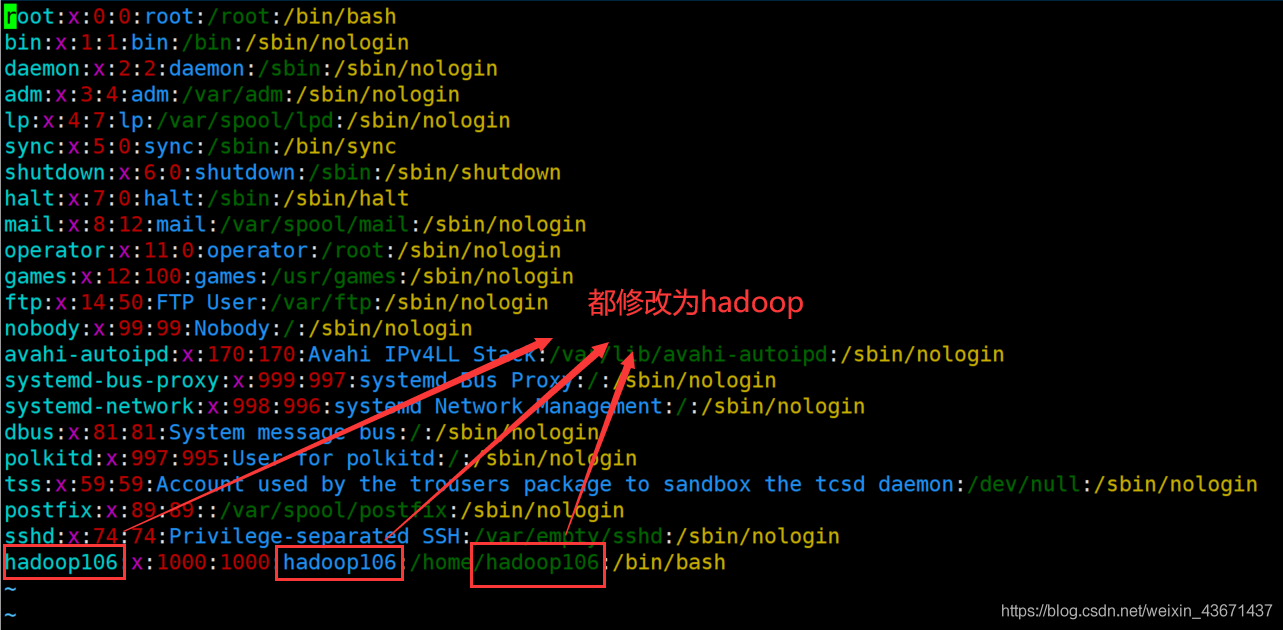 root:x:0:0:root:/root:/bin/bash
bin:x:1:1:bin:/bin:/sbin/nologin
daemon:x:2:2:daemon:/sbin:/sbin/nologin
adm:x:3:4:adm:/var/adm:/sbin/nologin
lp:x:4:7:lp:/var/spool/lpd:/sbin/nologin
sync:x:5:0:sync:/sbin:/bin/sync
shutdown:x:6:0:shutdown:/sbin:/sbin/shutdown
halt:x:7:0:halt:/sbin:/sbin/halt
mail:x:8:12:mail:/var/spool/mail:/sbin/nologin
operator:x:11:0:operator:/root:/sbin/nologin
games:x:12:100:games:/usr/games:/sbin/nologin
ftp:x:14:50:FTP User:/var/ftp:/sbin/nologin
都修改为hadoop
nobody:x:99:99:Nobody:/:/sbin/nologin
avahi-autoipd:x:170:170:Avahi IPv4LL Stack:/var/lib/avahi-autoipd:/sbin/nologin
systemd-bus-proxy:x:999:997:systemd Bus Proxy:/:/sbin/nologin
systemd-network:x:998:996:systemd Network Management:/:/sbin/nologin
dbus:x:81:81:System message bus:/:/sbin/nologin
polkitd:x:997:995:User for polkitd:/:/sbin/nologin
tss:x:59:59:Account used by the trousers package to sandbox the tcsd daemon:/dev/null:/sbin/nologin
postfix:x:89:89::/var/spool/postfix:/sbin/nologin
sshd:x:74:74:Privilege-separated SSH:/var/empty/sshd:/sbin/nologin
hadoop106:x:1000:1000:hadoop106:/home/hadoop106:/bin/bash
~
~
https://blog.csdn.net/weixin_43671437